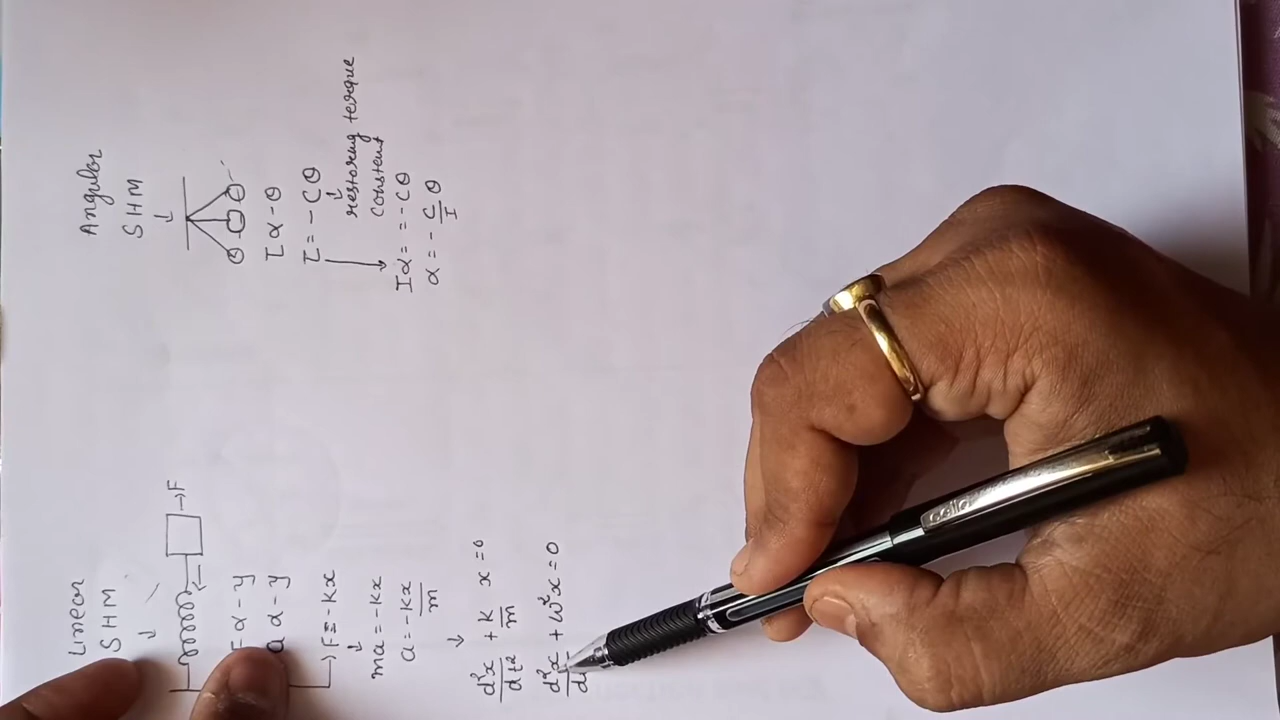 Linear
SHM
↓
→F
F α -y
a α -y
F = -kx
↓
ma = -kx
a = -kx/m
↓
d²x/dt² + k/m x = 0
d²x/d + ω²x = 0
Angular
SHM
↓
τ α -θ
τ = -Cθ
↓
restoring torque
constant
Iα = -Cθ
α = -C/I θ
cello